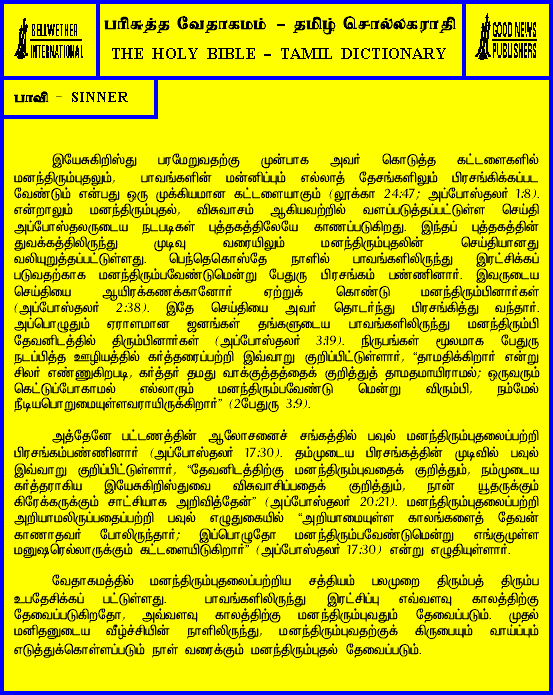 BELLWETHER
INTERNATIONAL
பரிசுத்த வேதாகமம் - தமிழ் சொல்லகராதி
THE HOLY BIBLE - TAMIL DICTIONARY
GOOD NEWS
PUBLISHERS
பாவி - SINNER
இயேசுகிறிஸ்து பரமேறுவதற்கு முன்பாக அவர் கொடுத்த கட்டளைகளில்
மனந்திரும்புதலும், பாவங்களின் மன்னிப்பும் எல்லாத் தேசங்களிலும் பிரசங்கிக்கப்பட
வேண்டும் என்பது ஒரு முக்கியமான கட்டளையாகும் (லூக்கா 24:47; அப்போஸ்தலர் 1:8).
என்றாலும் மனந்திரும்புதல், விசுவாசம் ஆகியவற்றில் வளப்படுத்தப்பட்டுள்ள செய்தி
அப்போஸ்தலருடைய நடபடிகள் புத்தகத்திலேயே காணப்படுகிறது. இந்தப் புத்தகத்தின்
துவக்கத்திலிருந்து முடிவு வரையிலும் மனந்திரும்புதலின் செய்தியானது
வலியுறுத்தப்பட்டுள்ளது. பெந்தெகொஸ்தே நாளில் பாவங்களிலிருந்து இரட்சிக்கப்
படுவதற்காக மனந்திரும்பவேண்டுமென்று பேதுரு பிரசங்கம் பண்ணினார். இவருடைய
செய்தியை ஆயிரக்கணக்கானோர் ஏற்றுக் கொண்டு மனந்திரும்பினார்கள்
(அப்போஸ்தலர் 2:38). இதே செய்தியை அவர் தொடர்ந்து பிரசங்கித்து வந்தார்.
அப்பொழுதும் ஏராளமான ஜனங்கள் தங்களுடைய பாவங்களிலிருந்து மனந்திரும்பி
தேவனிடத்தில் திரும்பினார்கள் (அப்போஸ்தலர் 3:19). நிருபங்கள் மூலமாக பேதுரு
நடப்பித்த ஊழியத்தில் கர்த்தரைப்பற்றி இவ்வாறு குறிப்பிட்டுள்ளார், "தாமதிக்கிறார் என்று
சிலர் எண்ணுகிறபடி, கர்த்தர் தமது வாக்குத்தத்தைக் குறித்துத் தாமதமாயிராமல்; ஒருவரும்
கெட்டுப்போகாமல் எல்லாரும் மனந்திரும்பவேண்டு மென்று விரும்பி, நம்மேல்
நீடியபொறுமையுள்ளவராயிருக்கிறார்" (2பேதுரு 3:9).
அத்தேனே பட்டணத்தின் ஆலோசனைச் சங்கத்தில் பவுல் மனந்திரும்புதலைப்பற்றி
பிரசங்கம்பண்ணினார் (அப்போஸ்தலர் 17:30). தம்முடைய பிரசங்கத்தின் முடிவில் பவுல்
இவ்வாறு குறிப்பிட்டுள்ளார், "தேவனிடத்திற்கு மனந்திரும்புவதைக் குறித்தும், நம்முடைய
கர்த்தராகிய இயேசுகிறிஸ்துவை விசுவாசிப்பதைக் குறித்தும், நான் யூதருக்கும்
கிரேக்கருக்கும் சாட்சியாக அறிவித்தேன்" (அப்போஸ்தலர் 20:21). மனந்திரும்புதலைப்பற்றி
அறியாமலிருப்பதைப்பற்றி பவுல் எழுதுகையில் "அறியாமையுள்ள காலங்களைத் தேவன்
காணாதவர் போலிருந்தார்; இப்பொழுதோ மனந்திரும்பவேண்டுமென்று எங்குமுள்ள
மனுஷரெல்லாருக்கும் கட்டளையிடுகிறார்" (அப்போஸ்தலர் 17:30) என்று எழுதியுள்ளார்.
வேதாகமத்தில் மனந்திரும்புதலைப்பற்றிய சத்தியம் பலமுறை திரும்பத் திரும்ப
உபதேசிக்கப் பட்டுள்ளது. பாவங்களிலிருந்து இரட்சிப்பு எவ்வளவு காலத்திற்கு
தேவைப்படுகிறதோ, அவ்வளவு காலத்திற்கு மனந்திரும்புவதும் தேவைப்படும். முதல்
மனிதனுடைய வீழ்ச்சியின் நாளிலிருந்து, மனந்திரும்புவதற்குக் கிருபையும் வாய்ப்பும்
எடுத்துக்கொள்ளப்படும் நாள் வரைக்கும் மனந்திரும்புதல் தேவைப்படும்.